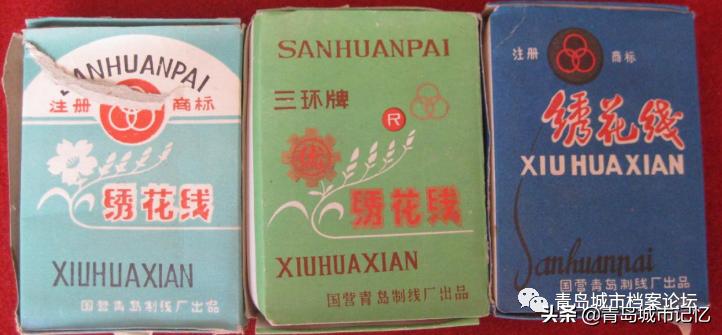 SANHUANPAI
注册 商标
绣花线
XIUHUAXIAN
国营青岛制线厂出品
SANHUANPAI
三环牌
R
优
绣花线
XIUHUAXIAN
国营青岛制线厂出品
注册 商标
绣花线
XIUHUAXIAN
Sanhuanpai
国营青岛制线厂出品
青岛城市档案论坛
头条 @青岛城市记忆